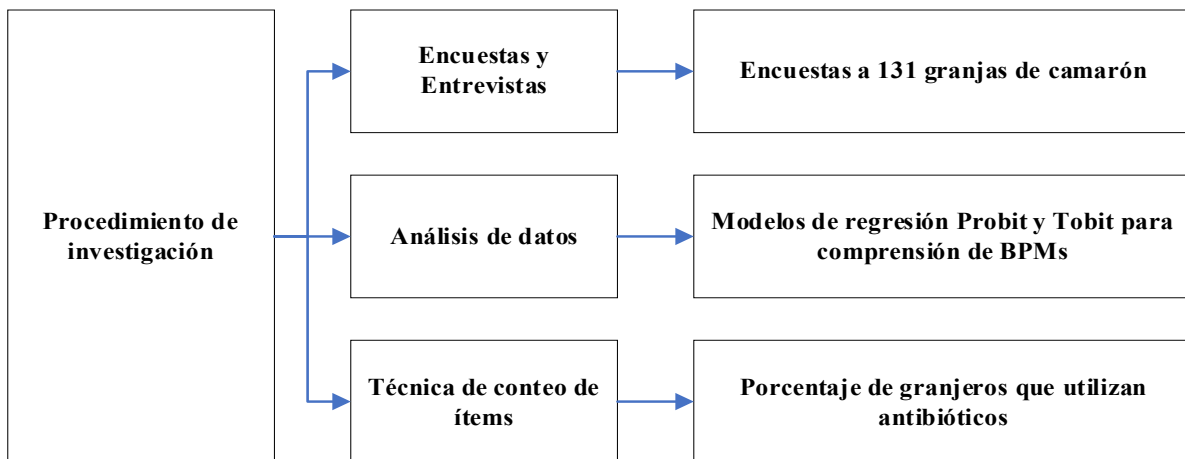 Procedimiento de
investigación
Encuestas y
Entrevistas
Encuestas a 131 granjas de camarón
Análisis de datos
Modelos de regresión Probit y Tobit para
comprensión de BPMs
Técnica de conteo de
ítems
Porcentaje de granjeros que utilizan
antibióticos